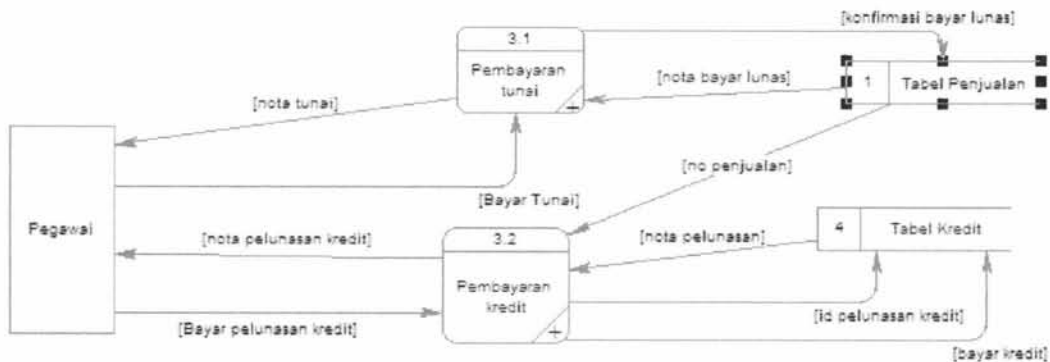 [konfirmasi bayar lunas]
3.1
Pembayaran
tunai
[nota bayar lunas]
1
Tabel Penjualan
[nota tunai]
[no penjualan]
[Bayar Tunai]
Pegawai
[nota pelunasan kredit]
3.2
[nota pelunasan]
4
Tabel Kredit
Pembayaran
kredit
[Bayar pelunasan kredit]
[id pelunasan kredit]
[bayar kredit]